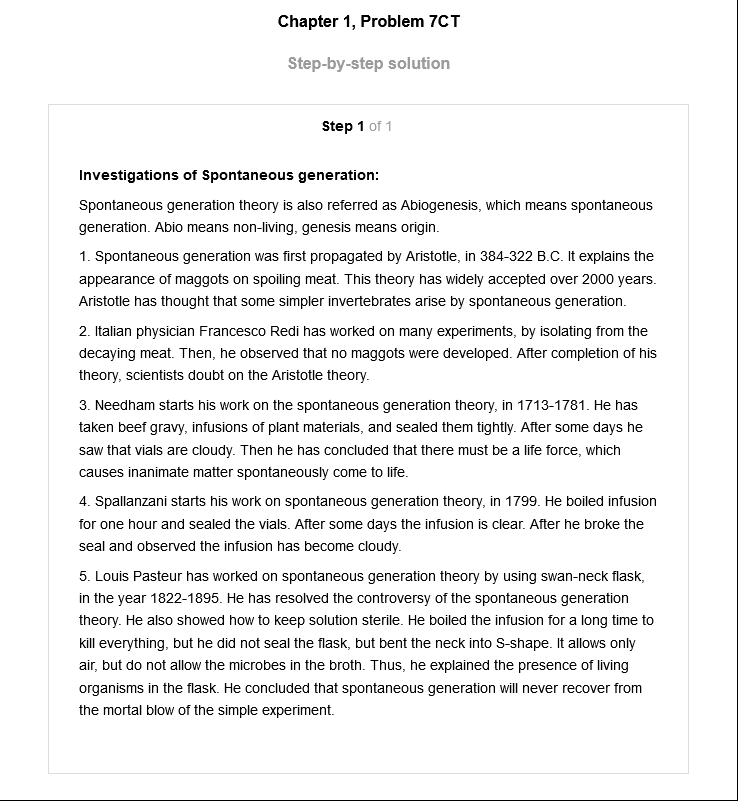 Chapter 1, Problem 7CT
Step-by-step solution
Step 1 of 1
Investigations of Spontaneous generation:
Spontaneous generation theory is also referred as Abiogenesis, which means spontaneous
generation. Abio means non-living, genesis means origin.
1. Spontaneous generation was first propagated by Aristotle, in 384-322 B.C. It explains the
appearance of maggots on spoiling meat. This theory has widely accepted over 2000 years.
Aristotle has thought that some simpler invertebrates arise by spontaneous generation.
2. Italian physician Francesco Redi has worked on many experiments, by isolating from the
decaying meat. Then, he observed that no maggots were developed. After completion of his
theory, scientists doubt on the Aristotle theory.
3. Needham starts his work on the spontaneous generation theory, in 1713-1781. He has
taken beef gravy, infusions of plant materials, and sealed them tightly. After some days he
saw that vials are cloudy. Then he has concluded that there must be a life force, which
causes inanimate matter spontaneously come to life.
4. Spallanzani starts his work on spontaneous generation theory, in 1799. He boiled infusion
for one hour and sealed the vials. After some days the infusion is clear. After he broke the
seal and observed the infusion has become cloudy.
5. Louis Pasteur has worked on spontaneous generation theory by using swan-neck flask,
in the year 1822-1895. He has resolved the controversy of the spontaneous generation
theory. He also showed how to keep solution sterile. He boiled the infusion for a long time to
kill everything, but he did not seal the flask, but bent the neck into S-shape. It allows only
air, but do not allow the microbes in the broth. Thus, he explained the presence of living
organisms in the flask. He concluded that spontaneous generation will never recover from
the mortal blow of the simple experiment.